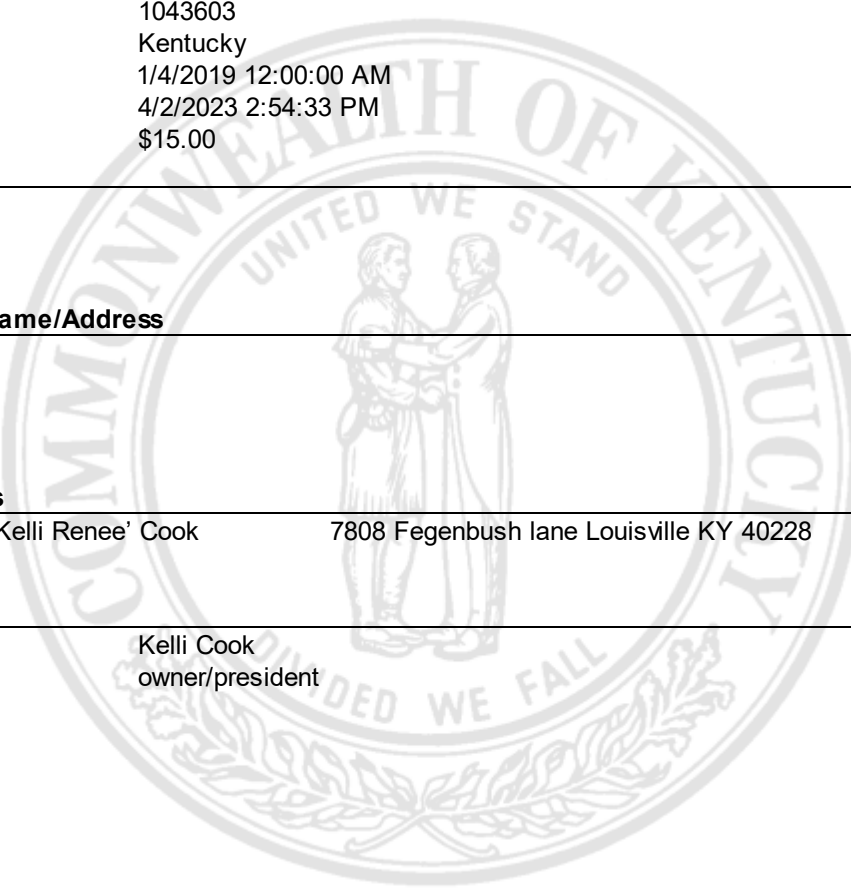 1043603
Kentucky
1/4/2019 12:00:00 AM
4/2/2023 2:54:33 PM
$15.00
ame/Address
s
Kelli Renee’ Cook 7808 Fegenbush lane Louisville KY 40228
Kelli Cook
owner/president
COMMONWEALTH OF KENTUCKY
UNITED WE STAND
DIVIDED WE FALL